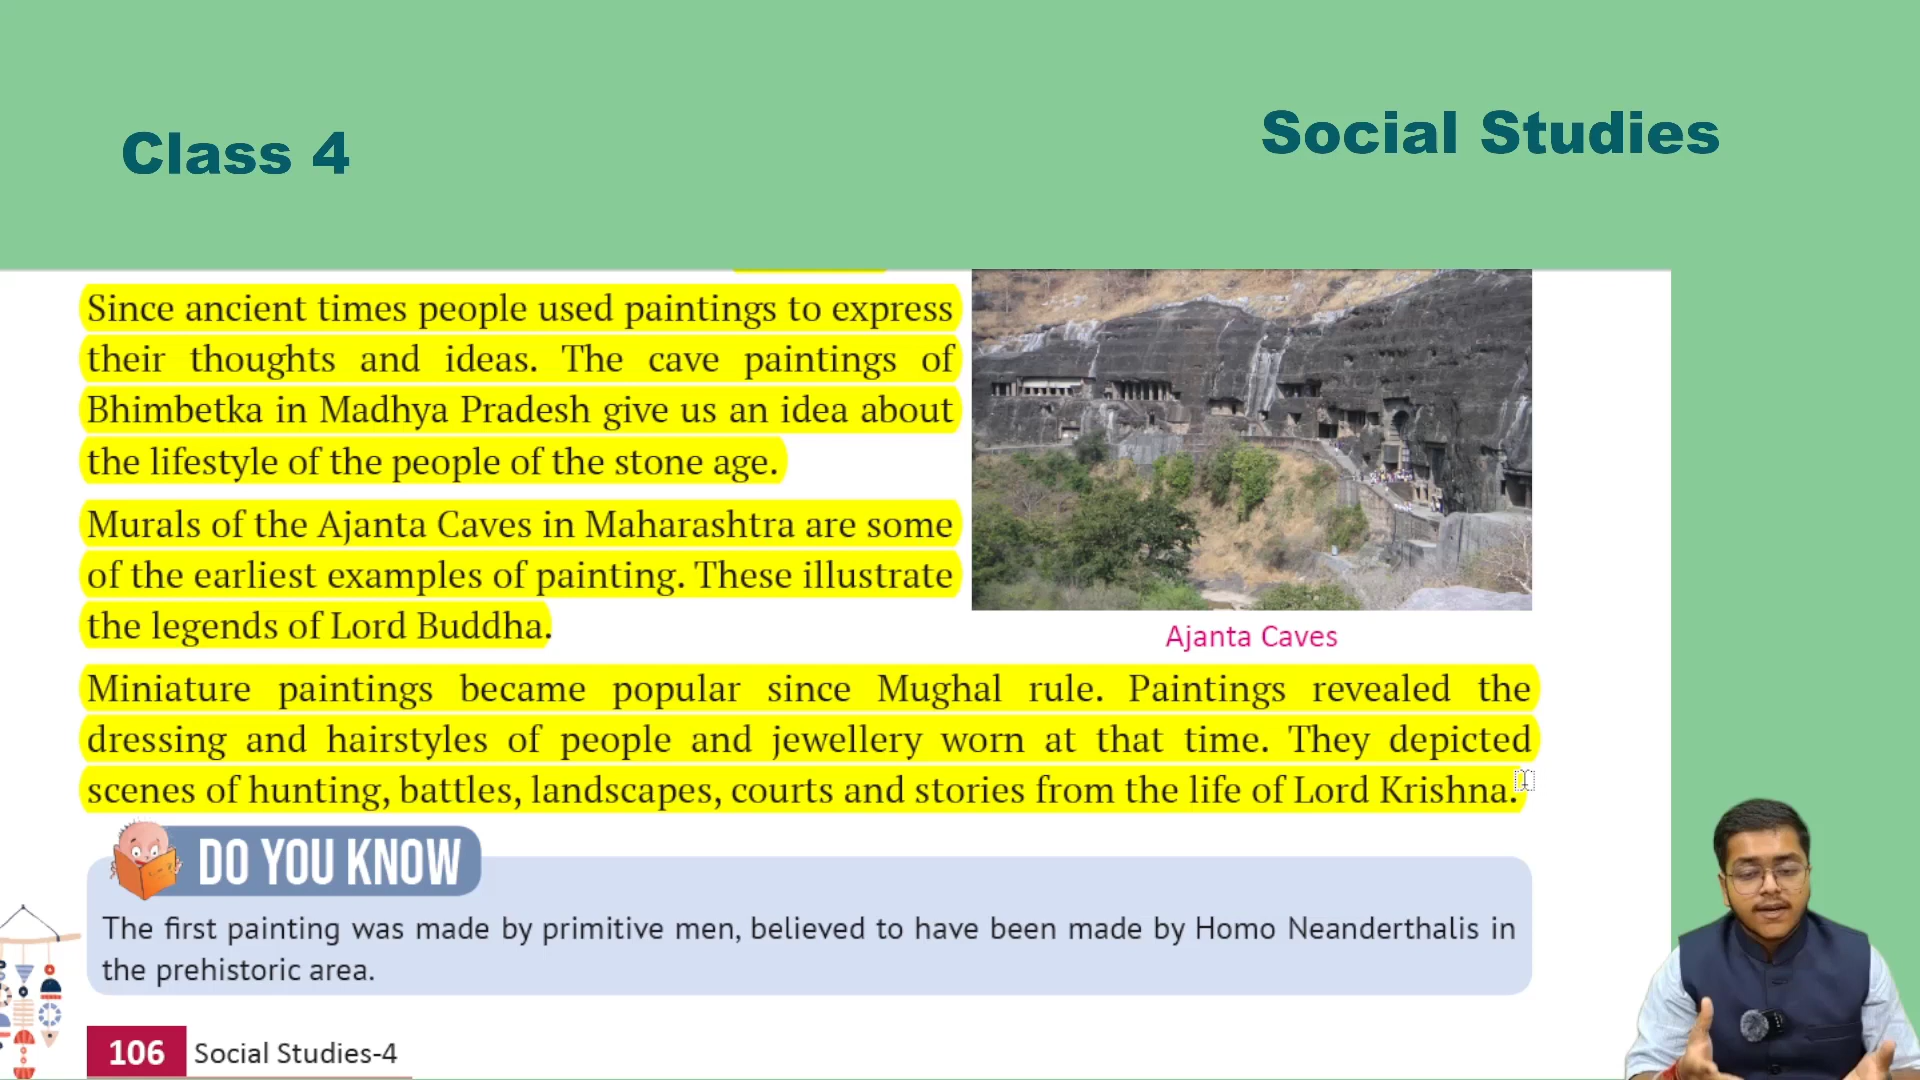 Class 4
Social Studies
Since ancient times people used paintings to express
their thoughts and ideas. The cave paintings of
Bhimbetka in Madhya Pradesh give us an idea about
the lifestyle of the people of the stone age.
Murals of the Ajanta Caves in Maharashtra are some
of the earliest examples of painting. These illustrate
the legends of Lord Buddha.
Ajanta Caves
Miniature paintings became popular since Mughal rule. Paintings revealed the
dressing and hairstyles of people and jewellery worn at that time. They depicted
scenes of hunting, battles, landscapes, courts and stories from the life of Lord Krishna.
DO YOU KNOW
The first painting was made by primitive men, believed to have been made by Homo Neanderthalis in
the prehistoric area.
106 Social Studies-4